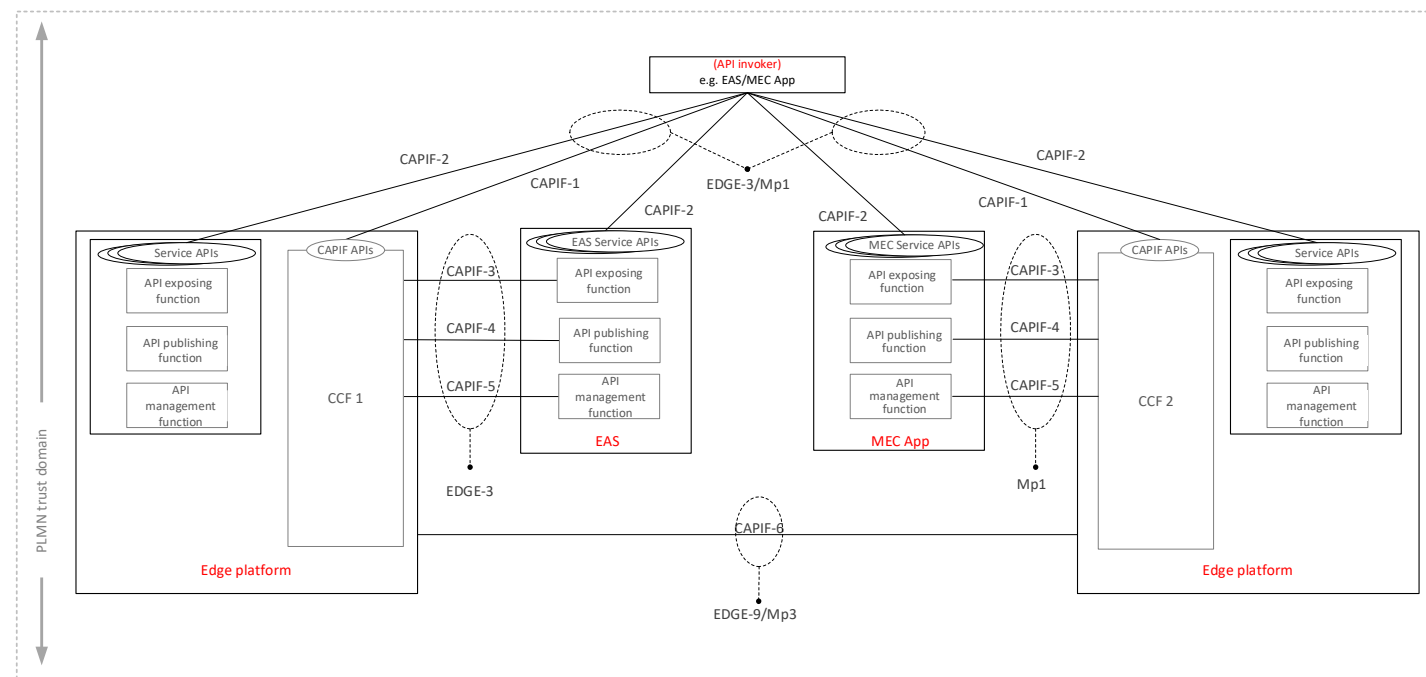 (API invoker)
e.g. EAS/MEC App
CAPIF-2
CAPIF-1
CAPIF-2
EDGE-3/Mp1
CAPIF-2
CAPIF-1
CAPIF-2
PLMN trust domain
Service APIs
API exposing
function
API publishing
function
API
management
function
CAPIF APIs
CCF 1
Edge platform
CAPIF-3
CAPIF-4
CAPIF-5
EDGE-3
EAS Service APIs
API exposing
function
API publishing
function
API
management
function
EAS
MEC Service APIs
API exposing
function
API publishing
function
API
management
function
MEC App
CAPIF-3
CAPIF-4
CAPIF-5
Mp1
CAPIF APIs
CCF 2
Service APIs
API exposing
function
API publishing
function
API
management
function
Edge platform
CAPIF-6
EDGE-9/Mp3